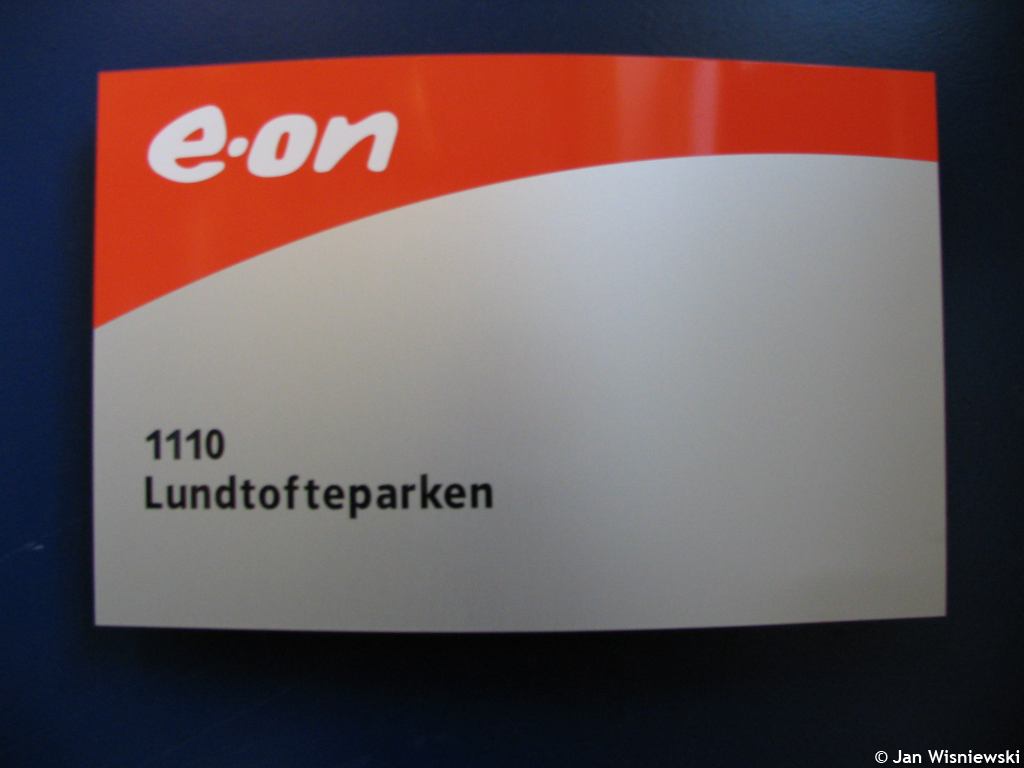 e·on
1110
Lundtofteparken
© Jan Wisniewski